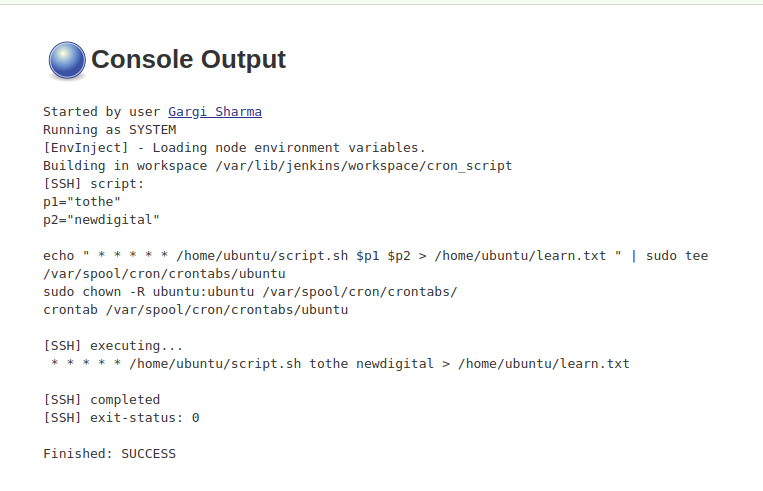 Console Output
Started by user Gargi Sharma
Running as SYSTEM
[EnvInject] - Loading node environment variables.
Building in workspace /var/lib/jenkins/workspace/cron_script
[SSH] script:
p1="tothe"
p2="newdigital"
echo " * * * * * /home/ubuntu/script.sh $p1 $p2 > /home/ubuntu/learn.txt " | sudo tee
/var/spool/cron/crontabs/ubuntu
sudo chown -R ubuntu:ubuntu /var/spool/cron/crontabs/
crontab /var/spool/cron/crontabs/ubuntu
[SSH] executing...
 * * * * * /home/ubuntu/script.sh tothe newdigital > /home/ubuntu/learn.txt
[SSH] completed
[SSH] exit-status: 0
Finished: SUCCESS